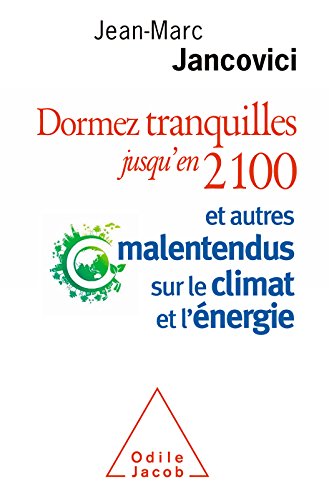 Jean-Marc
Jancovici
Dormez tranquilles
jusqu'en 2100
et autres
malentendus
sur le climat
et l'énergie
Odile
Jacob